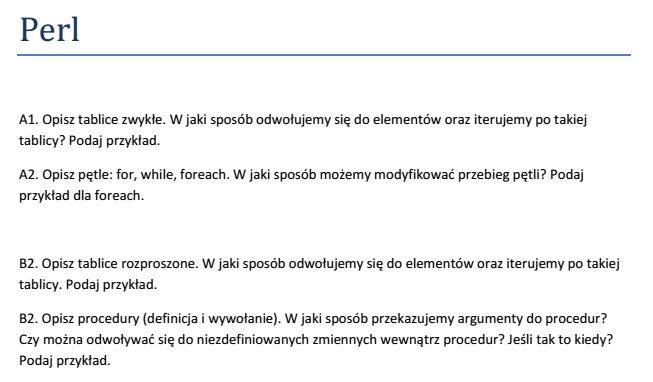 Perl
A1. Opisz tablice zwykłe. W jaki sposób odwołujemy się do elementów oraz iterujemy po takiej
tablicy? Podaj przykład.
A2. Opisz pętle: for, while, foreach. W jaki sposób możemy modyfikować przebieg pętli? Podaj
przykład dla foreach.
B2. Opisz tablice rozproszone. W jaki sposób odwołujemy się do elementów oraz iterujemy po takiej
tablicy. Podaj przykład.
B2. Opisz procedury (definicja i wywołanie). W jaki sposób przekazujemy argumenty do procedur?
Czy można odwoływać się do niezdefiniowanych zmiennych wewnątrz procedur? Jeśli tak to kiedy?
Podaj przykład.